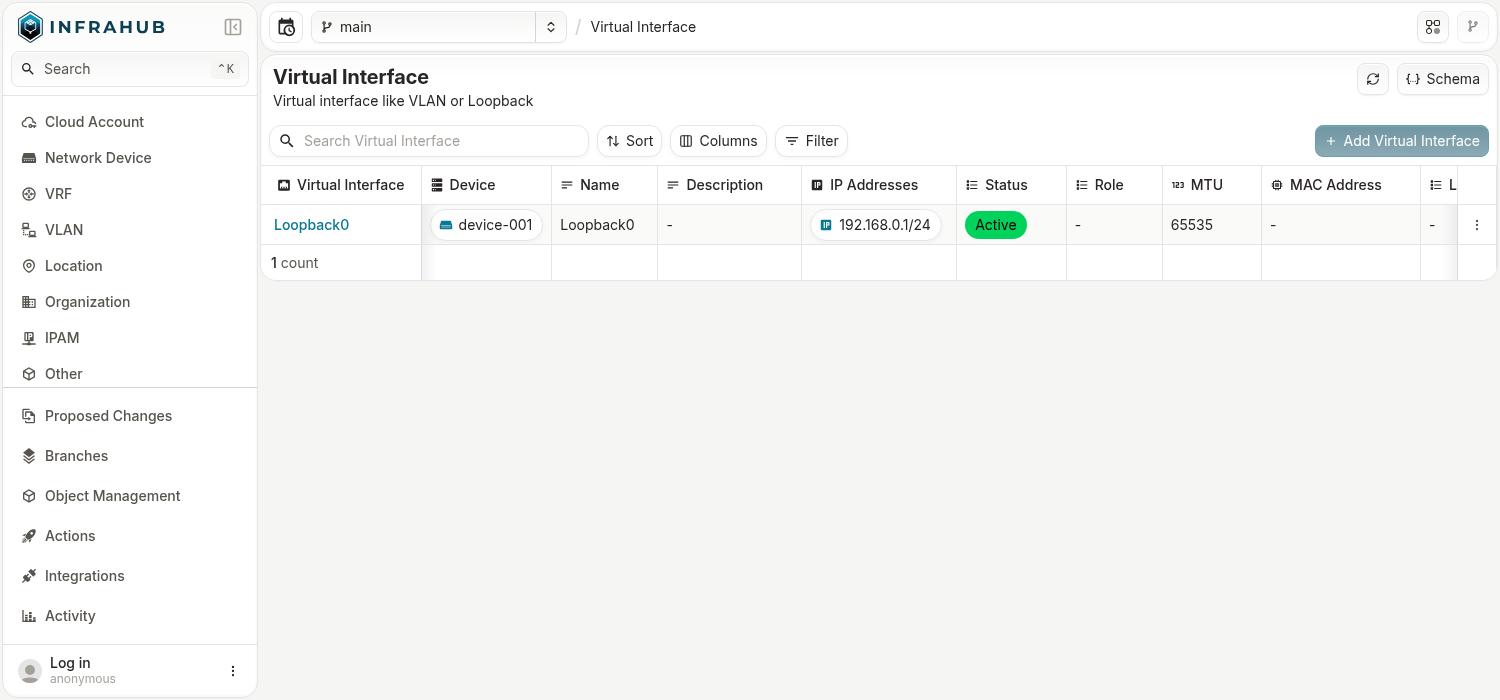 INFRAHUB
Search ^K
Cloud Account
Network Device
VRF
VLAN
Location
Organization
IPAM
Other
Proposed Changes
Branches
Object Management
Actions
Integrations
Activity
Log in
anonymous
main / Virtual Interface
Virtual Interface
Virtual interface like VLAN or Loopback
Schema
Search Virtual Interface Sort Columns Filter + Add Virtual Interface
Virtual Interface Device Name Description IP Addresses Status Role MTU MAC Address L
Loopback0 device-001 Loopback0 - 192.168.0.1/24 Active - 65535 - -
1 count